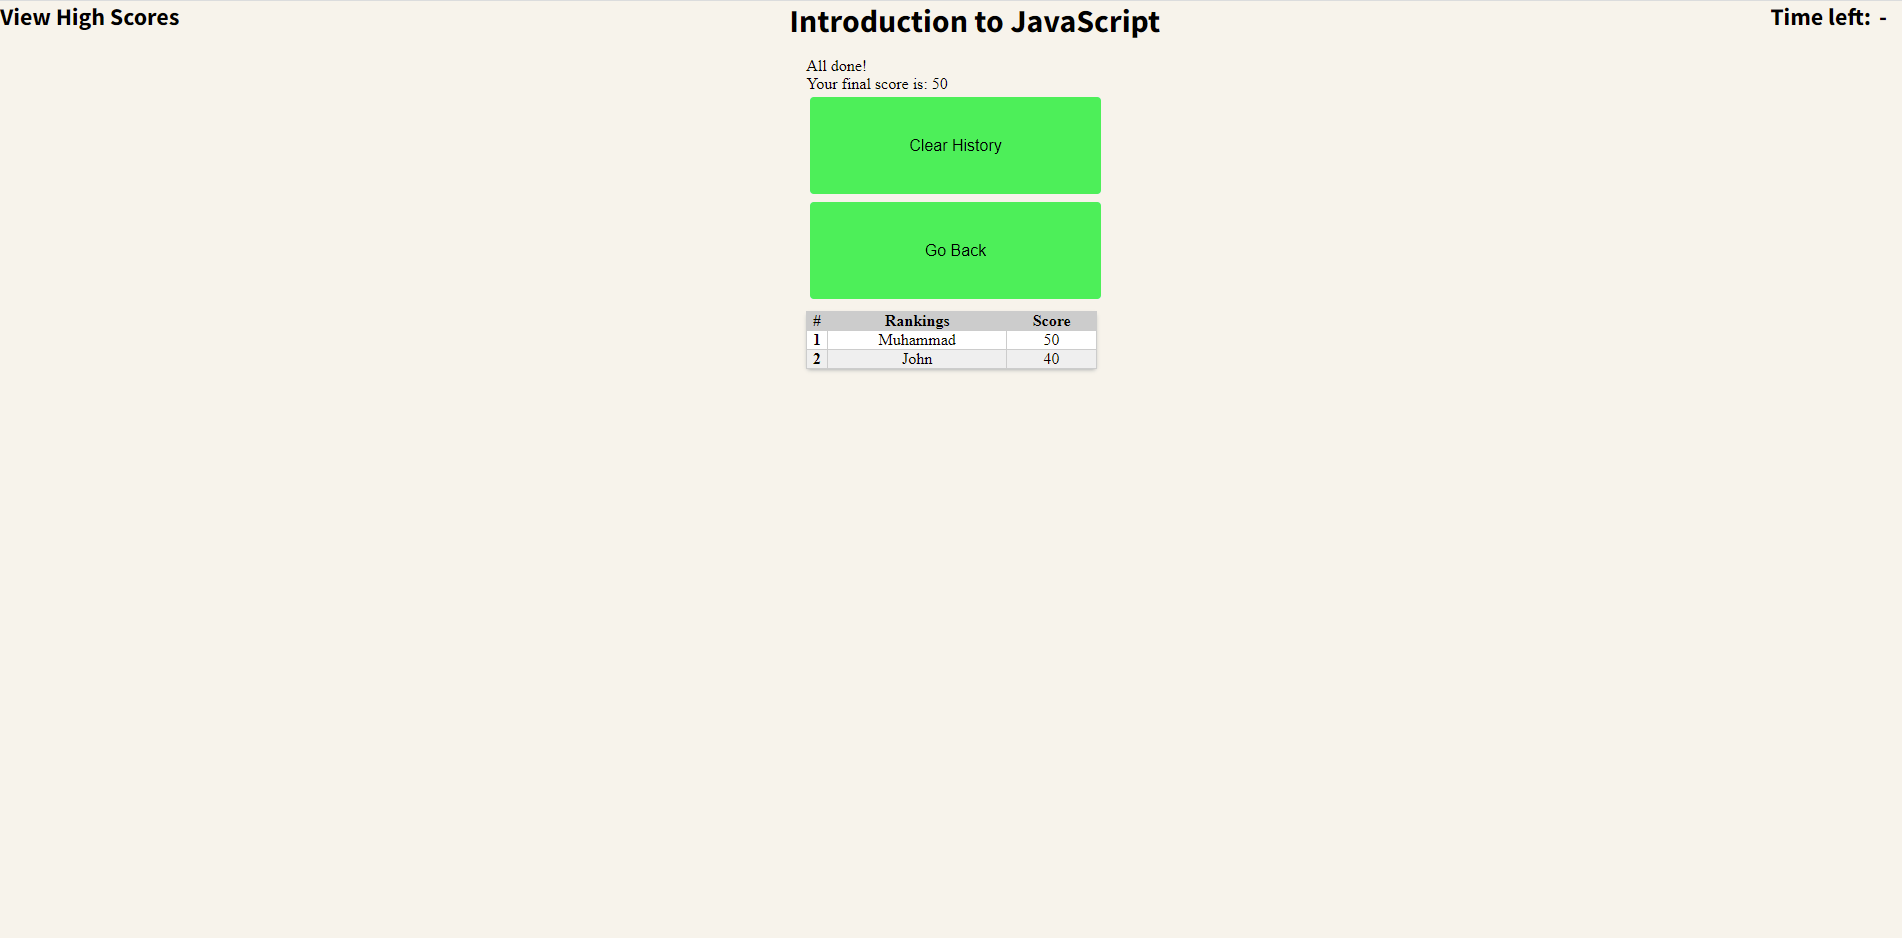 View High Scores
Introduction to JavaScript
Time left: -
All done!
Your final score is: 50
Clear History
Go Back
# Rankings Score
1 Muhammad 50
2 John 40